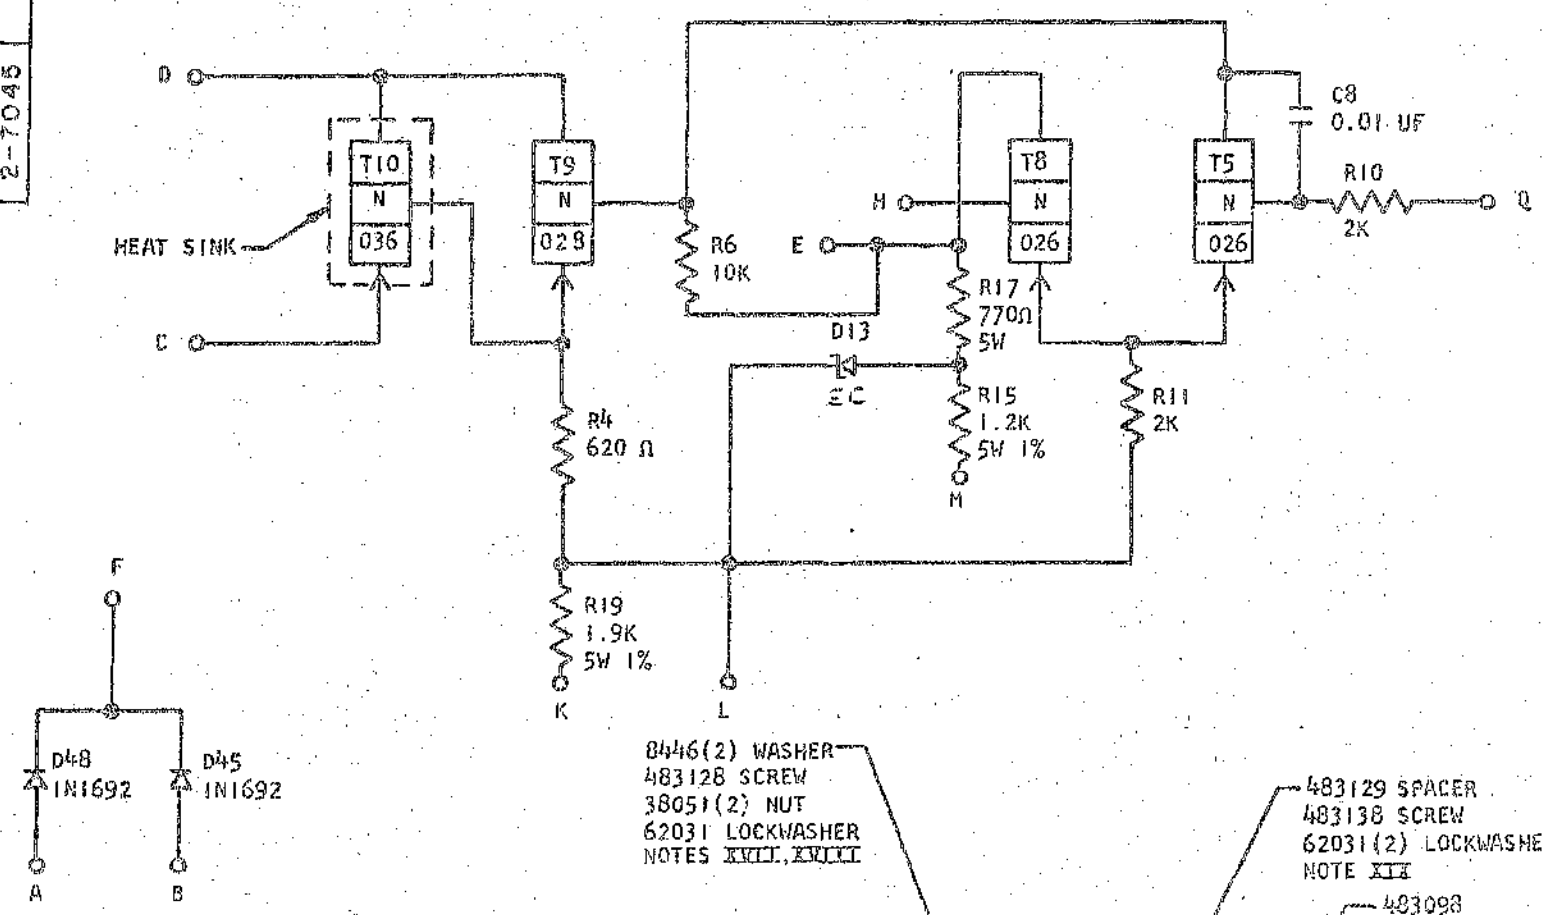 2-7045
D
T10
N
036
HEAT SINK
C
T9
N
028
R6
10K
H
E
T8
N
026
T5
N
026
C8
0.01 UF
R10
2K
Q
R17
770Ω
5W
D13
EC
R15
1.2K
5W 1%
M
R11
2K
R4
620 Ω
R19
1.9K
5W 1%
K
L
F
D48
1N1692
D45
1N1692
A
B
8446(2) WASHER
483128 SCREW
38051(2) NUT
62031 LOCKWASHER
NOTES XVII, XVIII
483129 SPACER
483138 SCREW
62031(2) LOCKWASHE
NOTE XIX
483098